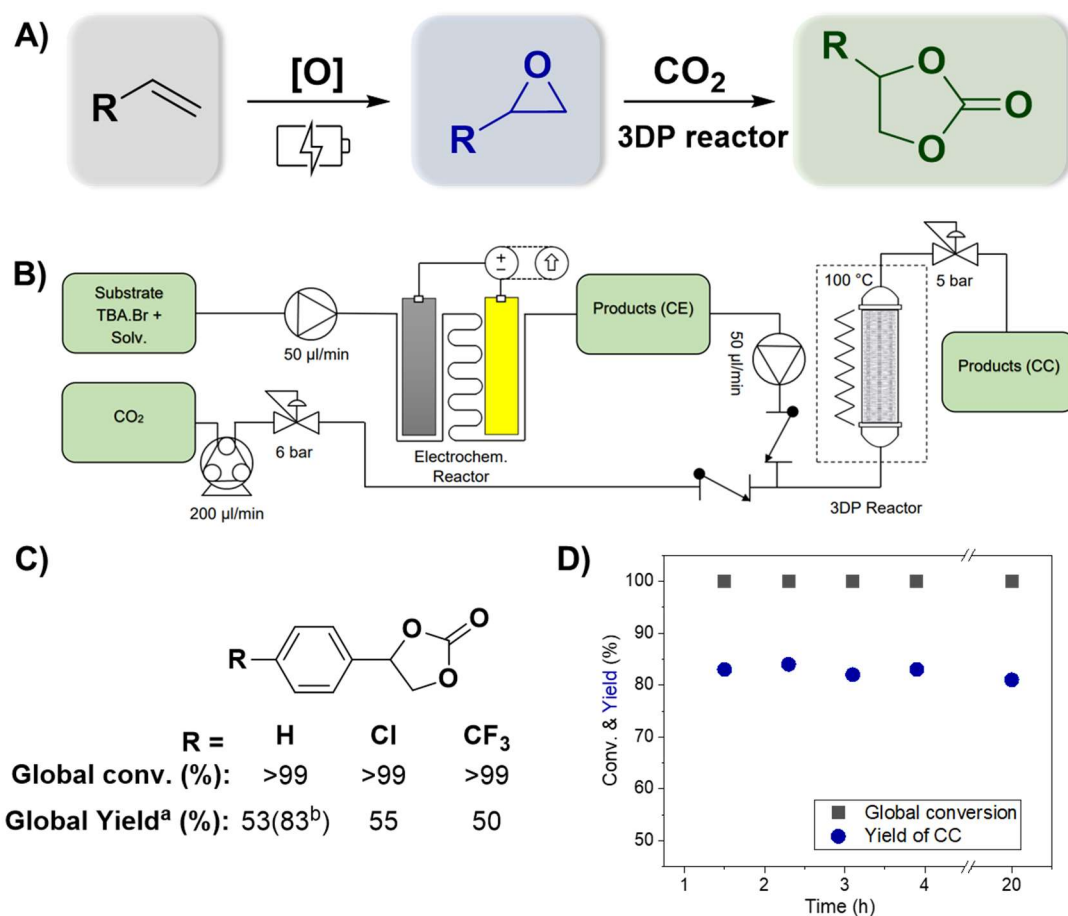 A)
R
[O]
O
R
CO2
3DP reactor
R
O
O
O
B)
Substrate
TBA.Br +
Solv.
50 µl/min
+
−
Products (CE)
50 µl/min
100 °C
5 bar
Products (CC)
CO2
6 bar
200 µl/min
Electrochem.
Reactor
3DP Reactor
C)
O
O
O
R
R = H Cl CF3
Global conv. (%): >99 >99 >99
Global Yieldᵃ (%): 53(83ᵇ) 55 50
D)
Conv. & Yield (%)
100
90
80
70
60
50
Global conversion
Yield of CC
1 2 3 4 20
Time (h)